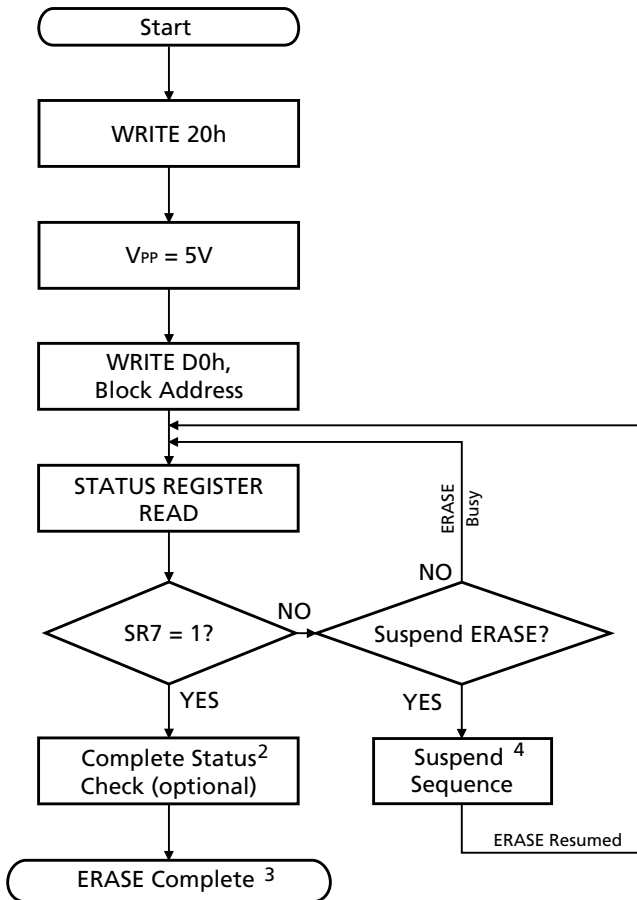 Start
WRITE 20h
VPP = 5V
WRITE D0h,
Block Address
STATUS REGISTER
READ
ERASE
Busy
NO
SR7 = 1?
NO
Suspend ERASE?
YES
YES
Complete Status2
Check (optional)
Suspend 4
Sequence
ERASE Resumed
ERASE Complete 3